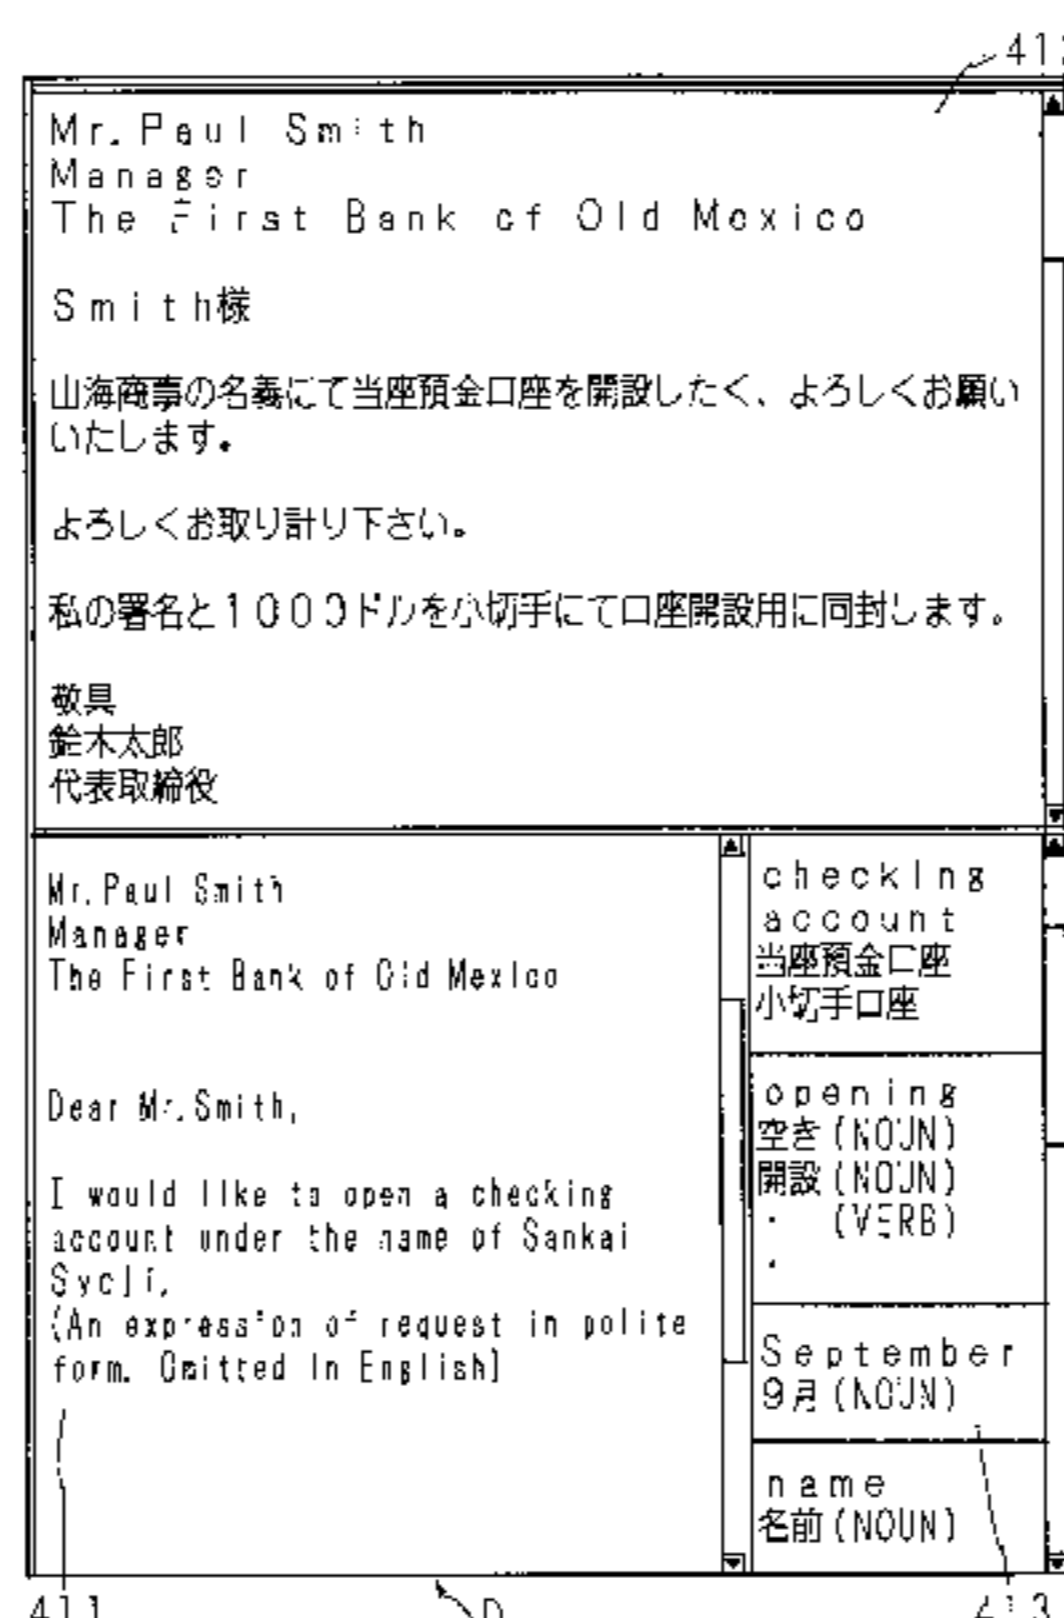 412
Mr. Paul Smith
Manager
The First Bank of Old Mexico
Smith様
山海商事の名義にて当座預金口座を開設したく、よろしくお願い
いたします。
よろしくお取り計り下さい。
私の署名と1000ドルを小切手にて口座開設用に同封します。
敬具
鈴木太郎
代表取締役
Mr. Paul Smith
Manager
The First Bank of Old Mexico
Dear Mr. Smith,
I would like to open a checking
account under the name of Sankai
(An expression of request in polite
form. Omitted in English)
checking
account
当座預金口座
小切手口座
opening
空き (NOUN)
開設 (NOUN)
・ (VERB)
・
September
9月 (NOUN)
name
名前 (NOUN)
411
D
413